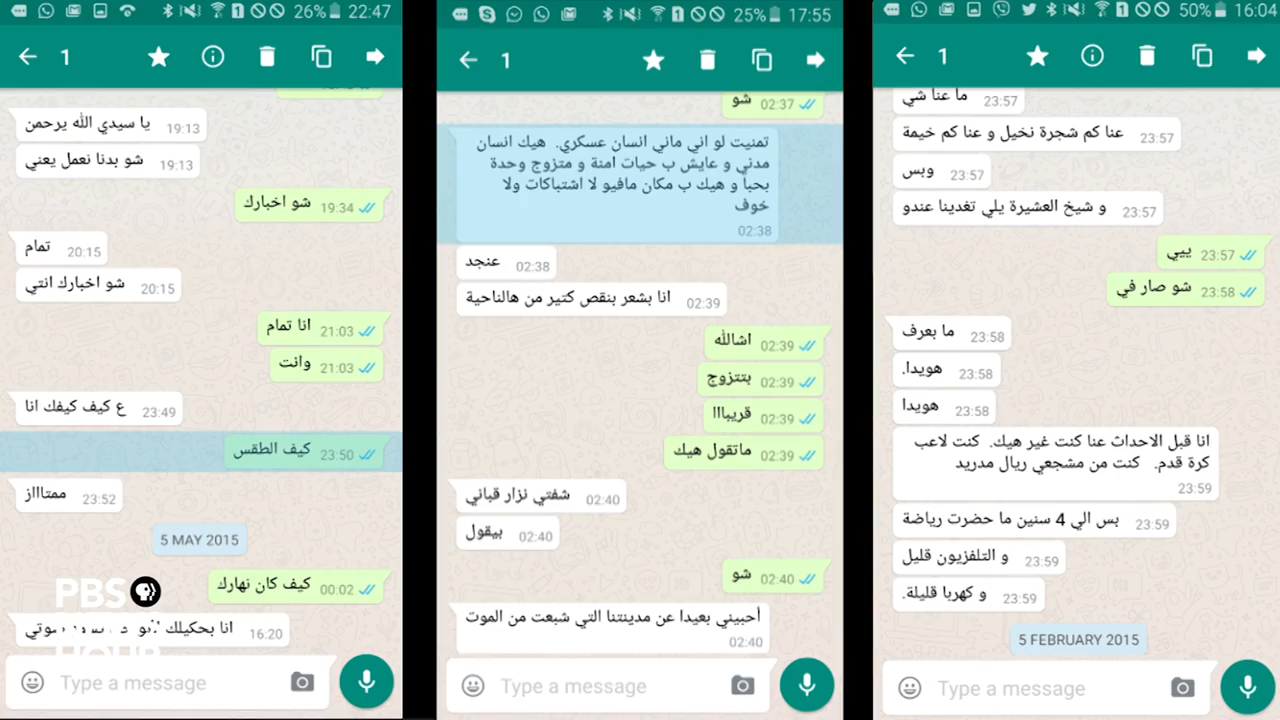 26% 22:47
1
يا سيدي الله يرحمن 19:13
شو بدنا نعمل يعني 19:13
شو اخبارك 19:34
تمام 20:15
شو اخبارك انتي 20:15
انا تمام 21:03
وانت 21:03
ع كيف كيفك انا 23:49
كيف الطقس 23:50
ممتاااز 23:52
5 MAY 2015
كيف كان نهارك 00:02
انا بحكيلك 16:20
PBS
HOUR
Type a message
25% 17:55
1
شو 02:37
تمنيت لو اني ماني انسان عسكري. هيك انسان
مدني و عايش ب حيات امنة و متزوج وحدة
بحبا و هيك ب مكان مافيو لا اشتباكات ولا
خوف
02:38
عنجد 02:38
انا بشعر بنقص كتير من هالناحية 02:39
اشالله 02:39
بتتزوج 02:39
قريبااا 02:39
ماتقول هيك 02:39
شفتي نزار قباني 02:40
بيقول 02:40
شو 02:40
أحبيني بعيدا عن مدينتنا التي شبعت من الموت
02:40
Type a message
50% 16:04
1
ما عنا شي 23:57
عنا كم شجرة نخيل و عنا كم خيمة 23:57
وبس 23:57
و شيخ العشيرة يلي تغدينا عندو 23:57
ييي 23:57
شو صار في 23:58
ما بعرف 23:58
هويدا. 23:58
هويدا 23:58
انا قبل الاحداث عنا كنت غير هيك. كنت لاعب
كرة قدم. كنت من مشجعي ريال مدريد
23:59
بس الي 4 سنين ما حضرت رياضة 23:59
و التلفزيون قليل 23:59
و كهربا قليلة. 23:59
5 FEBRUARY 2015
Type a message